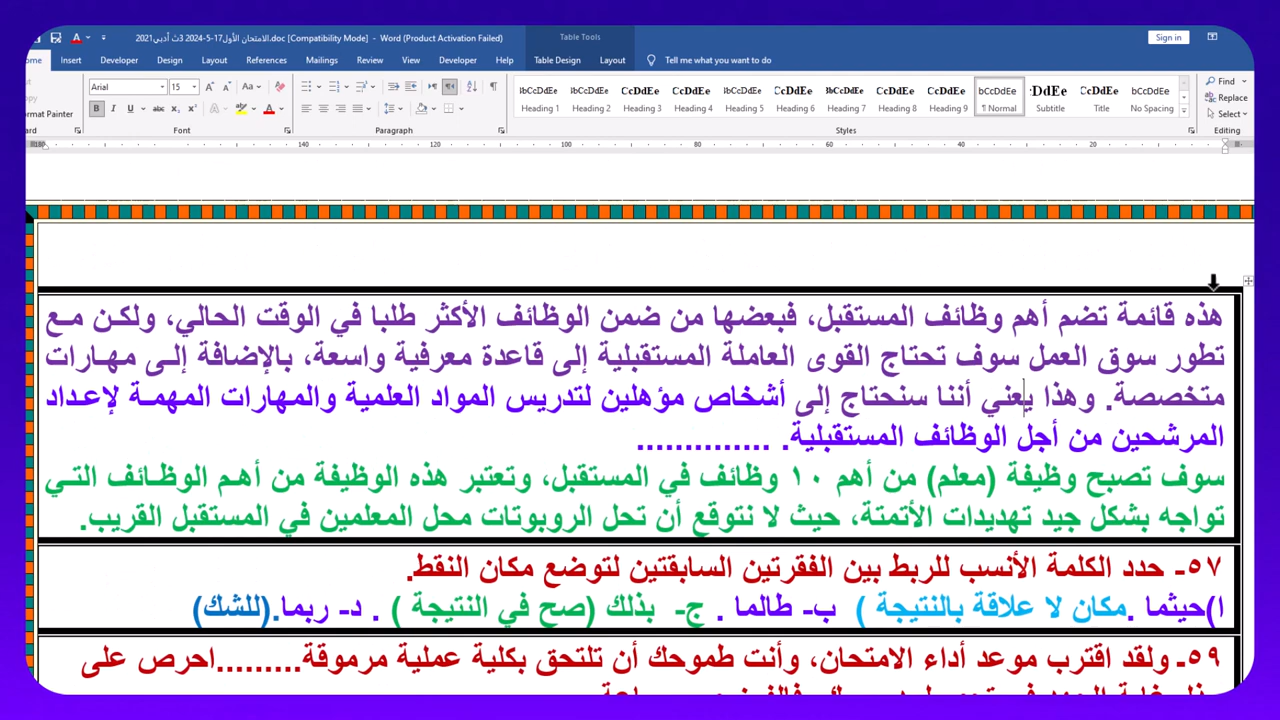 الامتحان الأول17-5-2024 3ث أدبي2021.doc [Compatibility Mode] - Word (Product Activation Failed)
Table Tools
Sign in
ome Insert Developer Design Layout References Mailings Review View Developer Help Table Design Layout Tell me what you want to do
Arial 15
Format Painter
Heading 1 Heading 2 Heading 3 Heading 4 Heading 5 Heading 6 Heading 7 Heading 8 Heading 9 ¶ Normal Subtitle Title No Spacing
Find
Replace
Select
Font Paragraph Styles Editing
140 120 100 80 60 40 20
هذه قائمة تضم أهم وظائف المستقبل، فبعضها من ضمن الوظائف الأكثر طلبا في الوقت الحالي، ولكن مع
تطور سوق العمل سوف تحتاج القوى العاملة المستقبلية إلى قاعدة معرفية واسعة، بالإضافة إلى مهارات
متخصصة. وهذا يعني أننا سنحتاج إلى أشخاص مؤهلين لتدريس المواد العلمية والمهارات المهمة لإعداد
المرشحين من أجل الوظائف المستقبلية. ..............
سوف تصبح وظيفة (معلم) من أهم ١٠ وظائف في المستقبل، وتعتبر هذه الوظيفة من أهم الوظائف التي
تواجه بشكل جيد تهديدات الأتمتة، حيث لا نتوقع أن تحل الروبوتات محل المعلمين في المستقبل القريب.
٥٧- حدد الكلمة الأنسب للربط بين الفقرتين السابقتين لتوضع مكان النقط.
ا)حيثما .مكان لا علاقة بالنتيجة ) ب- طالما . ج- بذلك (صح في النتيجة ) . د- ربما.(للشك)
٥٩- ولقد اقترب موعد أداء الامتحان، وأنت طموحك أن تلتحق بكلية عملية مرموقة.........احرص على